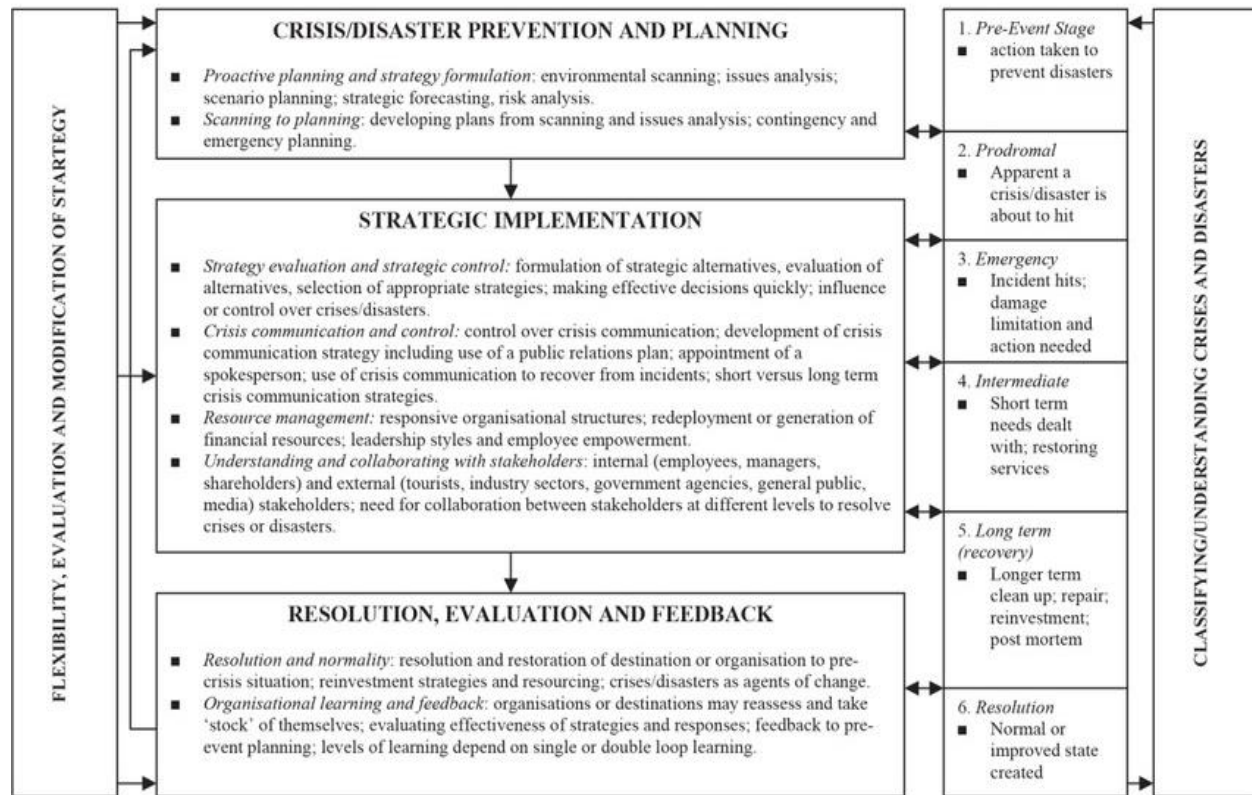 FLEXIBILITY, EVALUATION AND MODIFICATION OF STARTEGY
CRISIS/DISASTER PREVENTION AND PLANNING
■ Proactive planning and strategy formulation: environmental scanning; issues analysis;
scenario planning; strategic forecasting, risk analysis.
■ Scanning to planning: developing plans from scanning and issues analysis; contingency and
emergency planning.
STRATEGIC IMPLEMENTATION
■ Strategy evaluation and strategic control: formulation of strategic alternatives, evaluation of
alternatives, selection of appropriate strategies; making effective decisions quickly; influence
or control over crises/disasters.
■ Crisis communication and control: control over crisis communication; development of crisis
communication strategy including use of a public relations plan; appointment of a
spokesperson; use of crisis communication to recover from incidents; short versus long term
crisis communication strategies.
■ Resource management: responsive organisational structures; redeployment or generation of
financial resources; leadership styles and employee empowerment.
■ Understanding and collaborating with stakeholders: internal (employees, managers,
shareholders) and external (tourists, industry sectors, government agencies, general public,
media) stakeholders; need for collaboration between stakeholders at different levels to resolve
crises or disasters.
RESOLUTION, EVALUATION AND FEEDBACK
■ Resolution and normality: resolution and restoration of destination or organisation to pre-
crisis situation; reinvestment strategies and resourcing; crises/disasters as agents of change.
■ Organisational learning and feedback: organisations or destinations may reassess and take
‘stock’ of themselves; evaluating effectiveness of strategies and responses; feedback to pre-
event planning; levels of learning depend on single or double loop learning.
1. Pre-Event Stage
■ action taken to
prevent disasters
2. Prodromal
■ Apparent a
crisis/disaster is
about to hit
3. Emergency
■ Incident hits;
damage
limitation and
action needed
4. Intermediate
■ Short term
needs dealt
with; restoring
services
5. Long term
(recovery)
■ Longer term
clean up; repair;
reinvestment;
post mortem
6. Resolution
■ Normal or
improved state
created
CLASSIFYING/UNDERSTANDING CRISES AND DISASTERS